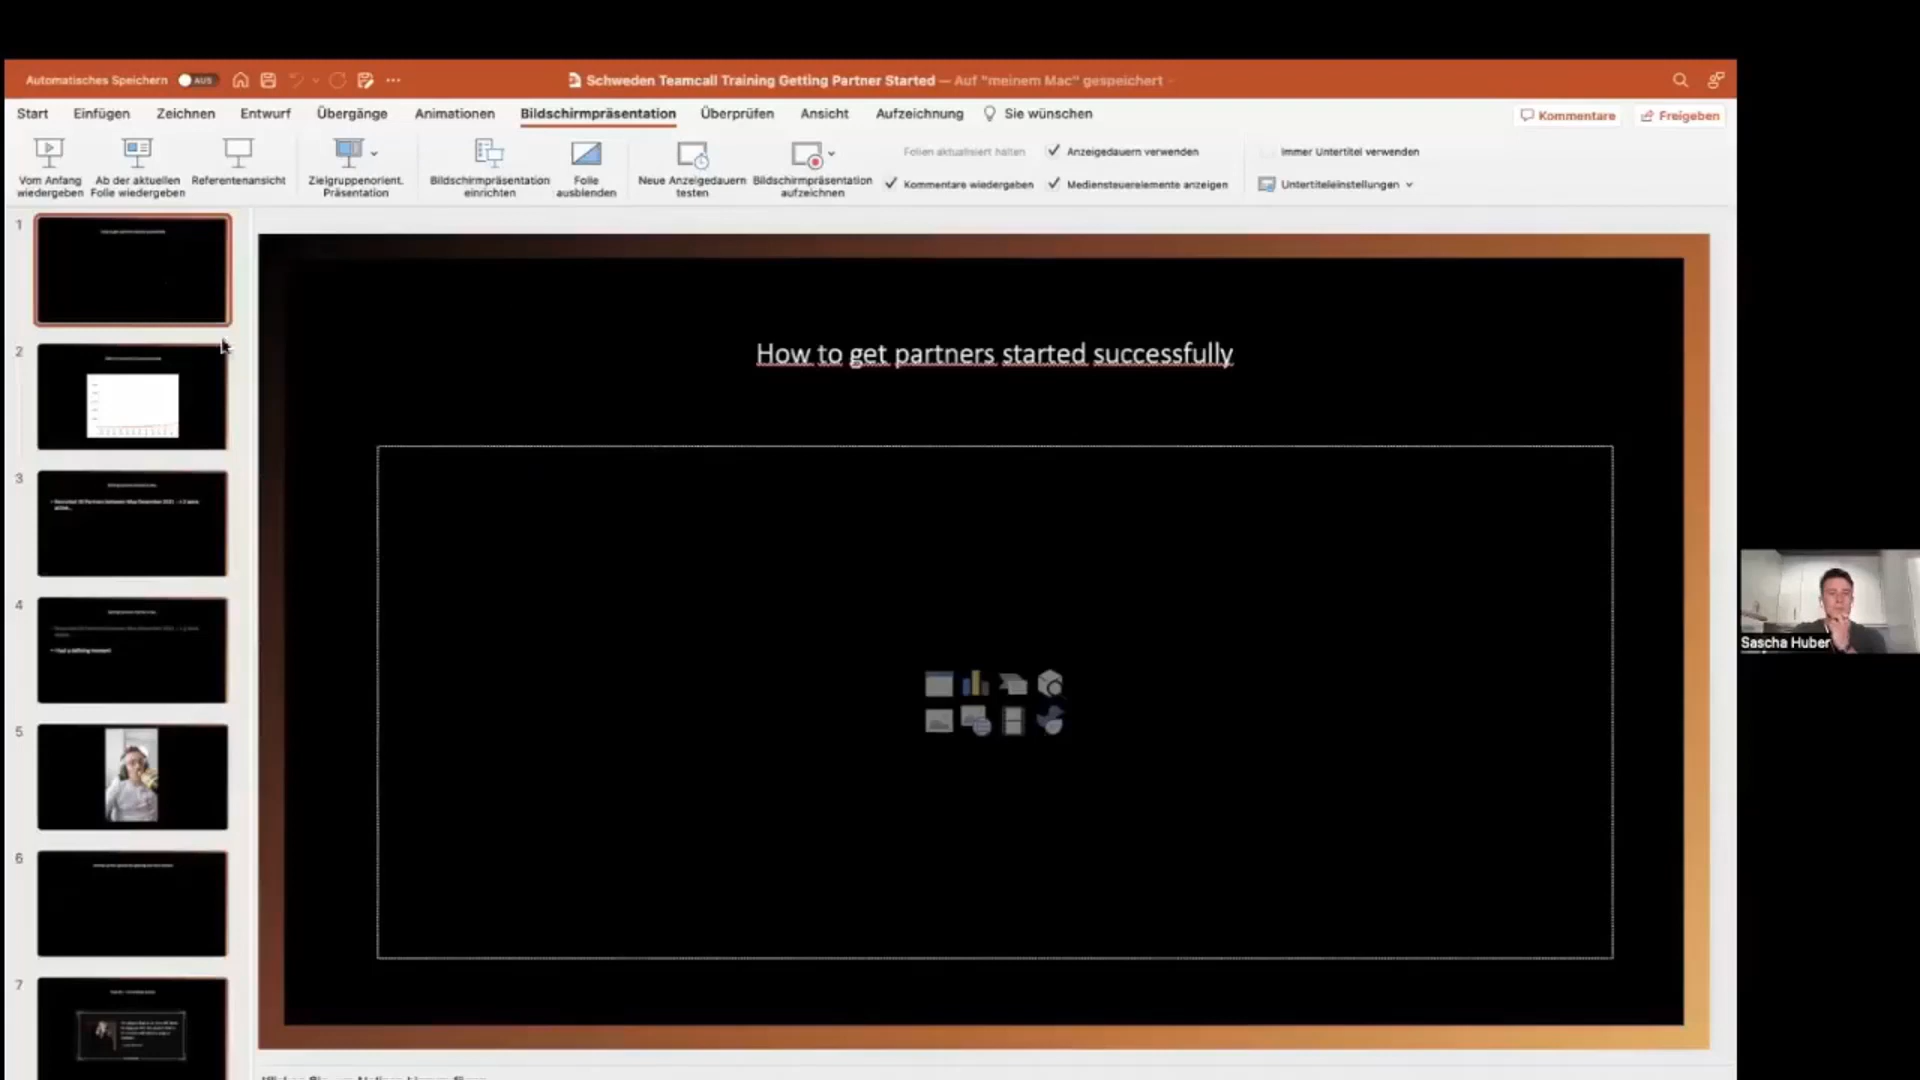 Automatisches Speichern AUS
Schweden Teamcall Training Getting Partner Started — Auf "meinem Mac" gespeichert
Start Einfügen Zeichnen Entwurf Übergänge Animationen Bildschirmpräsentation Überprüfen Ansicht Aufzeichnung Sie wünschen
Kommentare Freigeben
Vom Anfang wiedergeben
Ab der aktuellen Folie wiedergeben
Referentenansicht
Zielgruppenorient. Präsentation
Bildschirmpräsentation einrichten
Folie ausblenden
Neue Anzeigedauern testen
Bildschirmpräsentation aufzeichnen
Folien aktualisiert halten
Anzeigedauern verwenden
Kommentare wiedergeben
Mediensteuerelemente anzeigen
Immer Untertitel verwenden
Untertiteleinstellungen
1
2
3
4
5
6
7
How to get partners started successfully
Sascha Huber